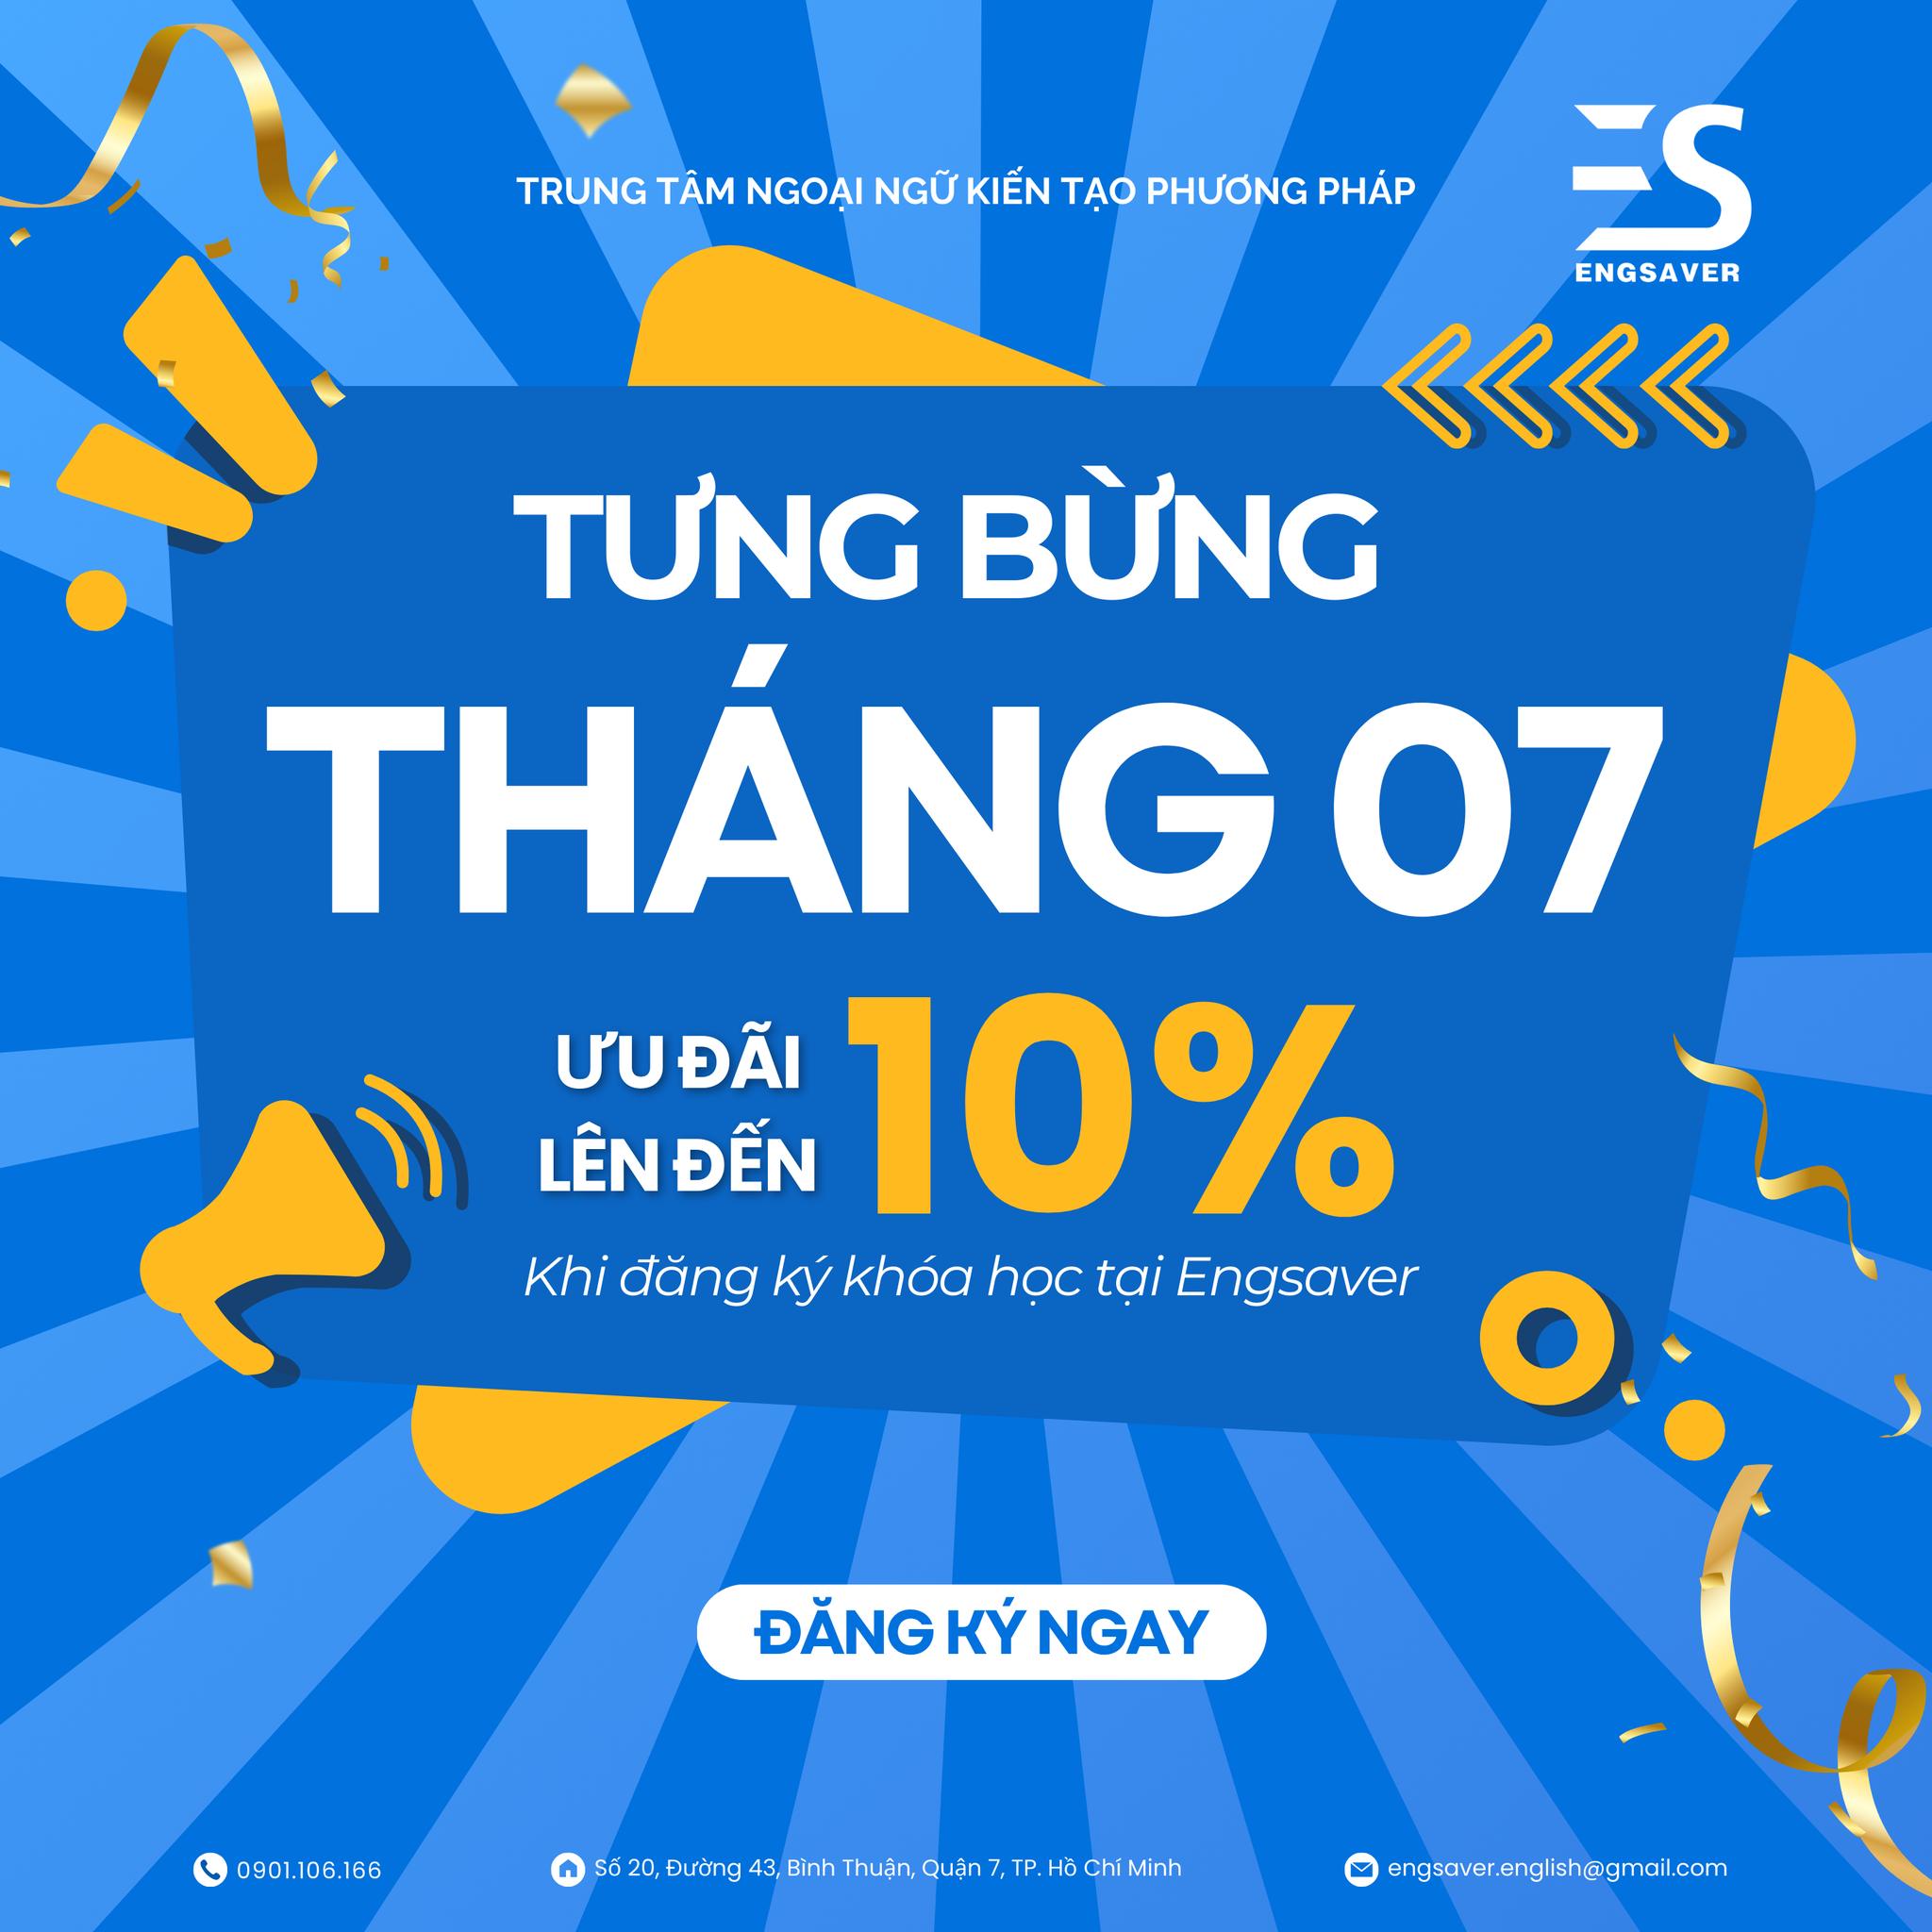 TRUNG TÂM NGOẠI NGỮ KIẾN TẠO PHƯƠNG PHÁP
ES
ENGSAVER
TƯNG BỪNG
THÁNG 07
ƯU ĐÃI
LÊN ĐẾN
10%
Khi đăng ký khóa học tại Engsaver
ĐĂNG KÝ NGAY
0901.106.166
Số 20, Đường 43, Bình Thuận, Quận 7, TP. Hồ Chí Minh
engsaver.english@gmail.com